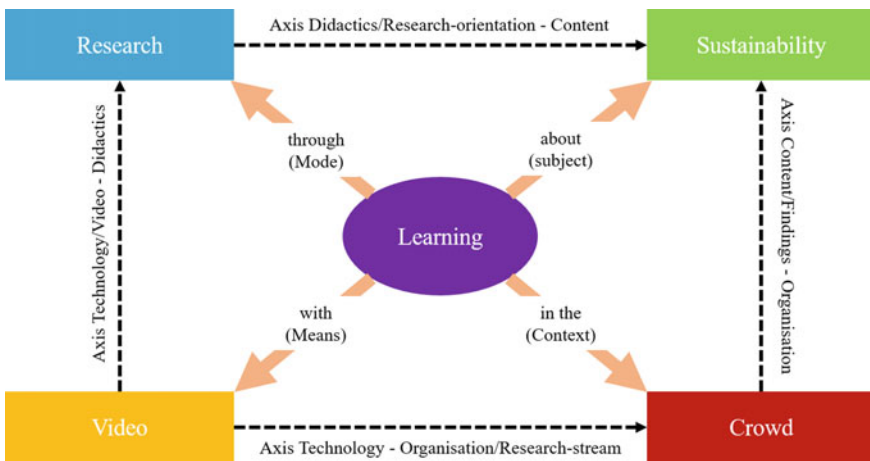 Axis Didactics/Research-orientation - Content
Research
Sustainability
through
(Mode)
about
(subject)
Axis Technology/Video - Didactics
Axis Content/Findings - Organisation
Learning
with
(Means)
in the
(Context)
Video
Crowd
Axis Technology - Organisation/Research-stream